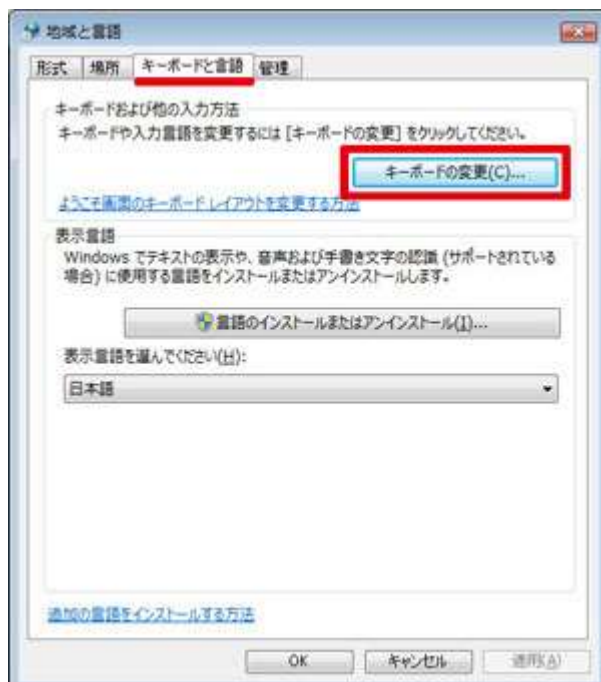 地域と言語
形式 場所 キーボードと言語 管理
キーボードおよび他の入力方法
キーボードや入力言語を変更するには [キーボードの変更] をクリックしてください。
キーボードの変更(C)...
ようこそ画面のキーボード レイアウトを変更する方法
表示言語
Windows でテキストの表示や、音声および手書き文字の認識 (サポートされている
場合) に使用する言語をインストールまたはアンインストールします。
言語のインストールまたはアンインストール(I)...
表示言語を選んでください(H):
日本語
追加の言語をインストールする方法
OK キャンセル 適用(A)